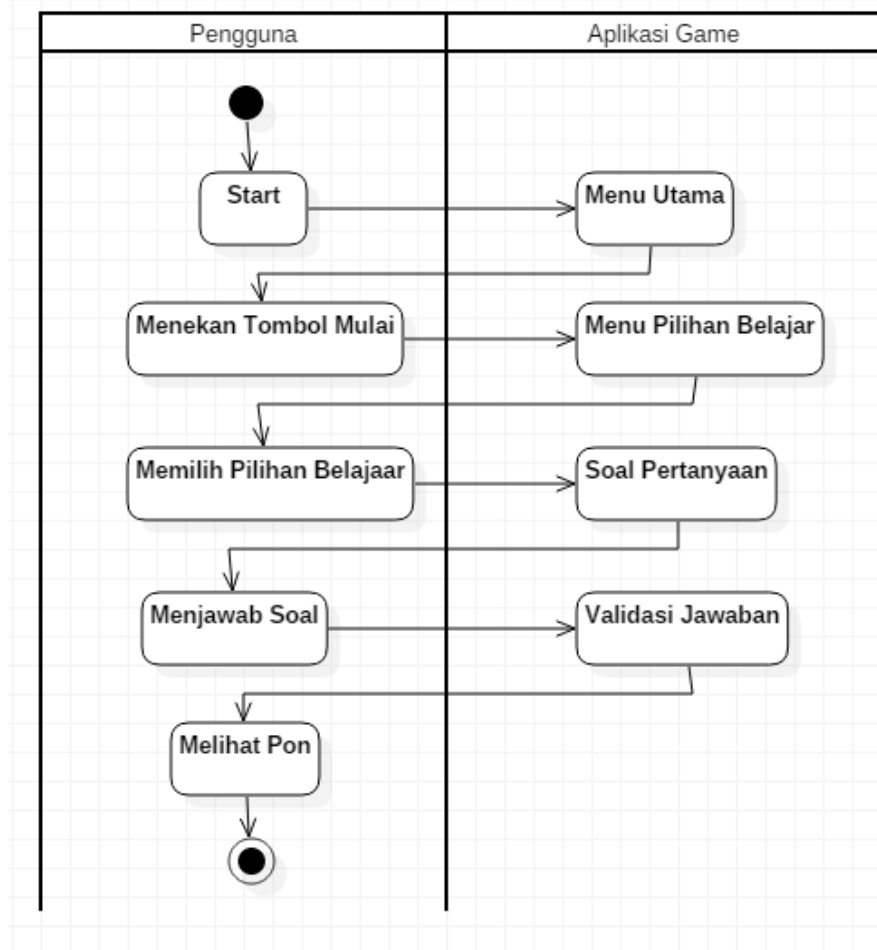 Pengguna
Aplikasi Game
Start
Menu Utama
Menekan Tombol Mulai
Menu Pilihan Belajar
Memilih Pilihan Belajaar
Soal Pertanyaan
Menjawab Soal
Validasi Jawaban
Melihat Pon